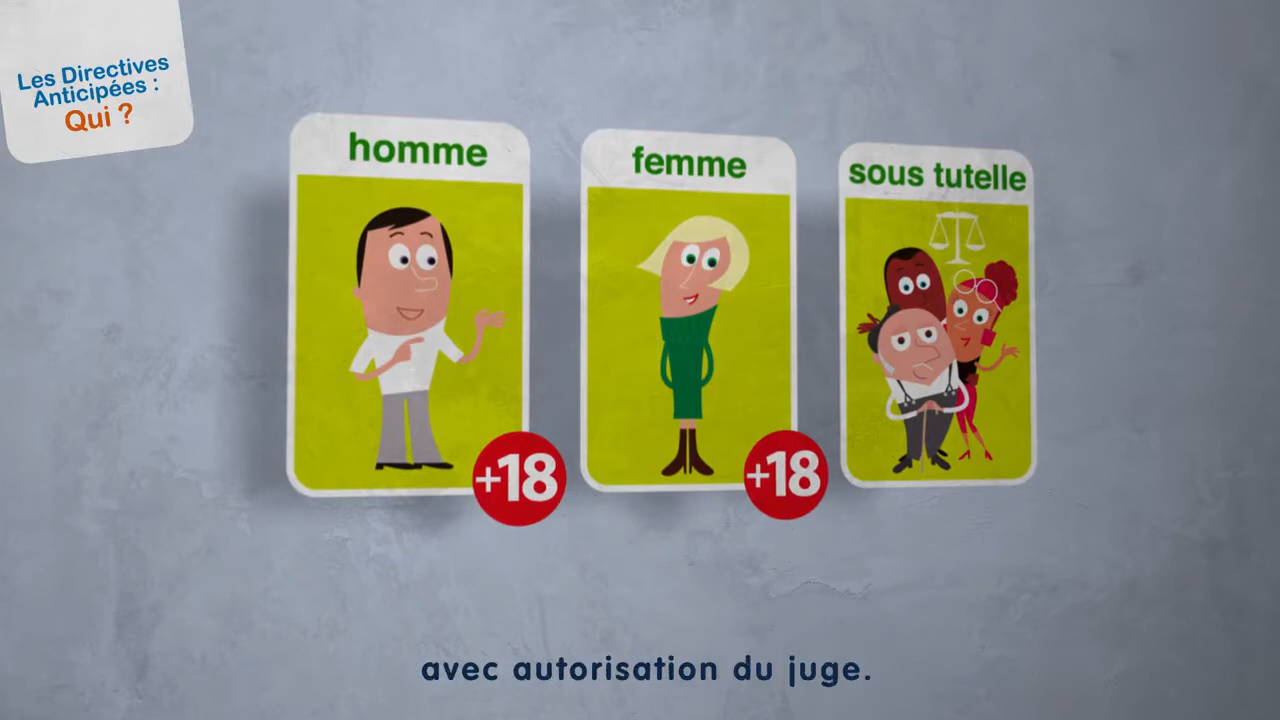 Les Directives
Anticipées :
Qui ?
homme
femme
sous tutelle
+18
+18
avec autorisation du juge.